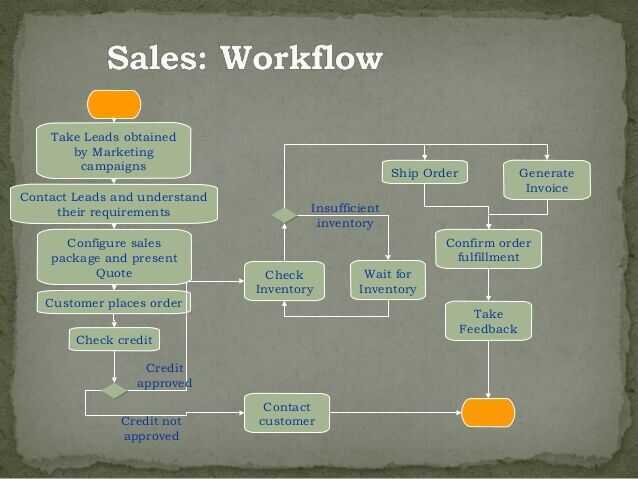 Sales: Workflow
Take Leads obtained
by Marketing
campaigns
Contact Leads and understand
their requirements
Configure sales
package and present
Quote
Customer places order
Check credit
Credit
approved
Credit not
approved
Contact
customer
Check
Inventory
Insufficient
inventory
Wait for
Inventory
Ship Order
Generate
Invoice
Confirm order
fulfillment
Take
Feedback